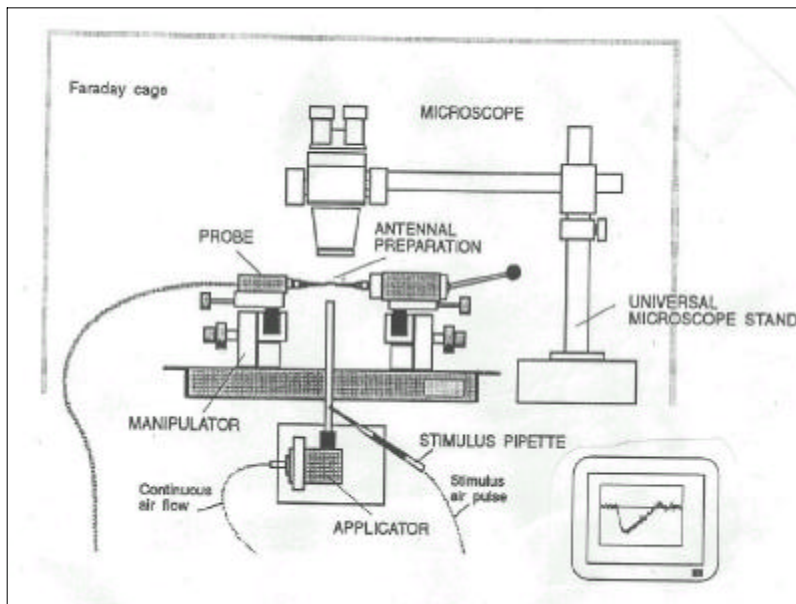 Faraday cage
MICROSCOPE
PROBE
ANTENNAL
PREPARATION
UNIVERSAL
MICROSCOPE STAND
MANIPULATOR
STIMULUS PIPETTE
Continuous
air flow
Stimulus
air pulse
APPLICATOR